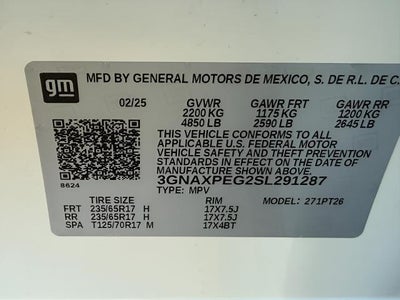 gm
MFD BY GENERAL MOTORS DE MEXICO, S. DE R.L. DE C.
02/25 GVWR GAWR FRT GAWR RR
2200 KG 1175 KG 1200 KG
4850 LB 2590 LB 2645 LB
THIS VEHICLE CONFORMS TO ALL
APPLICABLE U.S. FEDERAL MOTOR
VEHICLE SAFETY AND THEFT PREVENTION
STANDARDS IN EFFECT ON THE DATE OF
MANUFACTURE SHOWN ABOVE.
8624
3GNAXPEG2SL291287
TYPE: MPV
TIRE SIZE RIM MODEL: 271PT26
FRT 235/65R17 H 17X7.5J
RR 235/65R17 H 17X7.5J
SPA T125/70R17 M 17X4BT